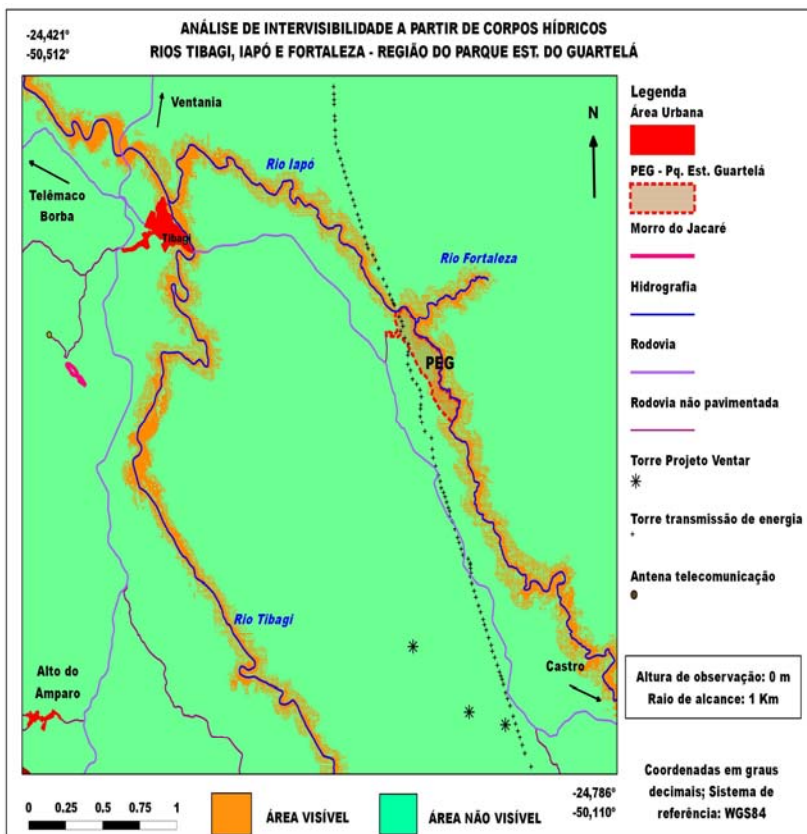 ANÁLISE DE INTERVISIBILIDADE A PARTIR DE CORPOS HÍDRICOS
RIOS TIBAGI, IAPÓ E FORTALEZA - REGIÃO DO PARQUE EST. DO GUARTELÁ
-24,421º
-50,512º
Ventania
Rio Iapó
N
Telêmaco
Borba
Tibagi
Rio Fortaleza
PEG
Rio Tibagi
Castro
Alto do
Amparo
Legenda
Área Urbana
PEG - Pq. Est. Guartelá
Morro do Jacaré
Hidrografia
Rodovia
Rodovia não pavimentada
Torre Projeto Ventar
Torre transmissão de energia
Antena telecomunicação
Altura de observação: 0 m
Raio de alcance: 1 Km
Coordenadas em graus
decimais; Sistema de
referência: WGS84
-24,786º
-50,110º
0 0.25 0.5 0.75 1
ÁREA VISÍVEL
ÁREA NÃO VISÍVEL